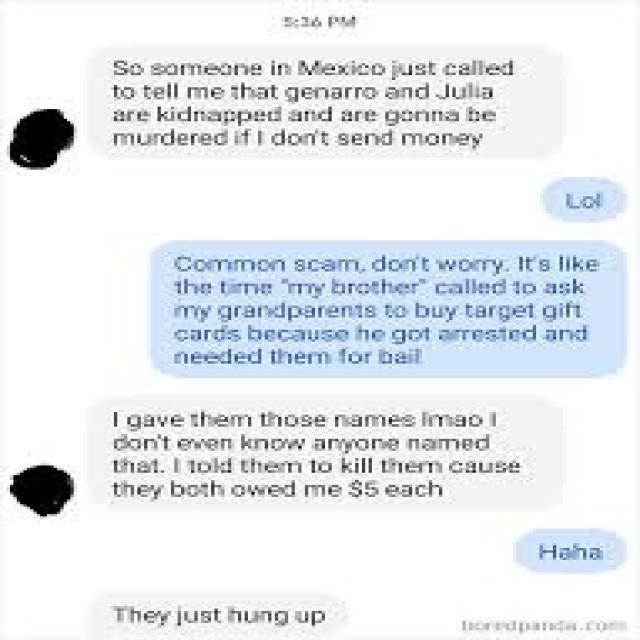 5:36 PM
So someone in Mexico just called
to tell me that genarro and Julia
are kidnapped and are gonna be
murdered if I don't send money
Lol
Common scam, don't worry. It's like
the time "my brother" called to ask
my grandparents to buy target gift
cards because he got arrested and
needed them for bail
I gave them those names lmao I
don't even know anyone named
that. I told them to kill them cause
they both owed me $5 each
Haha
They just hung up
boredpanda.com